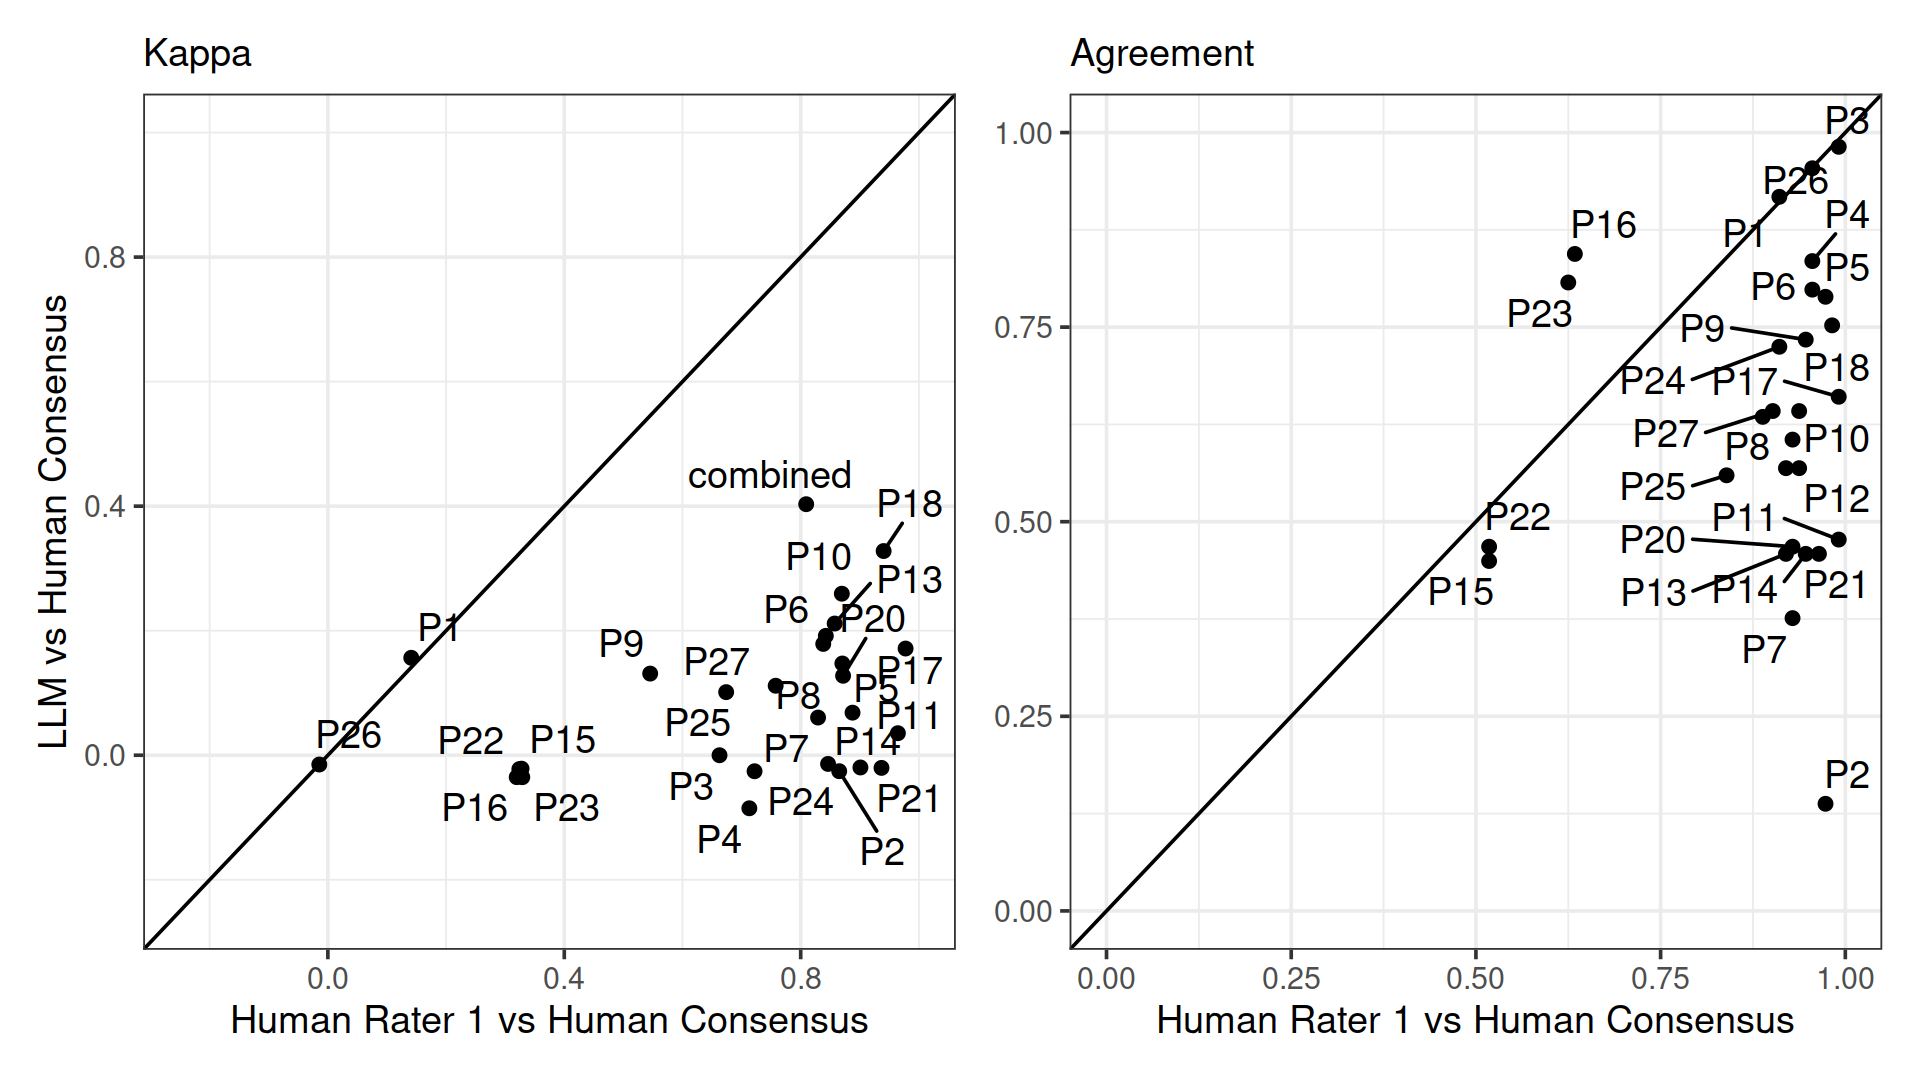 Kappa
LLM vs Human Consensus
0.8
0.4
0.0
combined
P18
P10
P13
P6
P20
P1
P9
P27
P17
P8
P5
P25
P11
P26
P22
P15
P7
P14
P3
P24
P21
P16
P23
P4
P2
0.0
0.4
0.8
Human Rater 1 vs Human Consensus
Agreement
1.00
0.75
0.50
0.25
0.00
P3
P26
P4
P16
P1
P5
P6
P23
P9
P18
P24
P17
P27
P8
P10
P25
P12
P22
P11
P20
P15
P13
P14
P21
P7
P2
0.00
0.25
0.50
0.75
1.00
Human Rater 1 vs Human Consensus